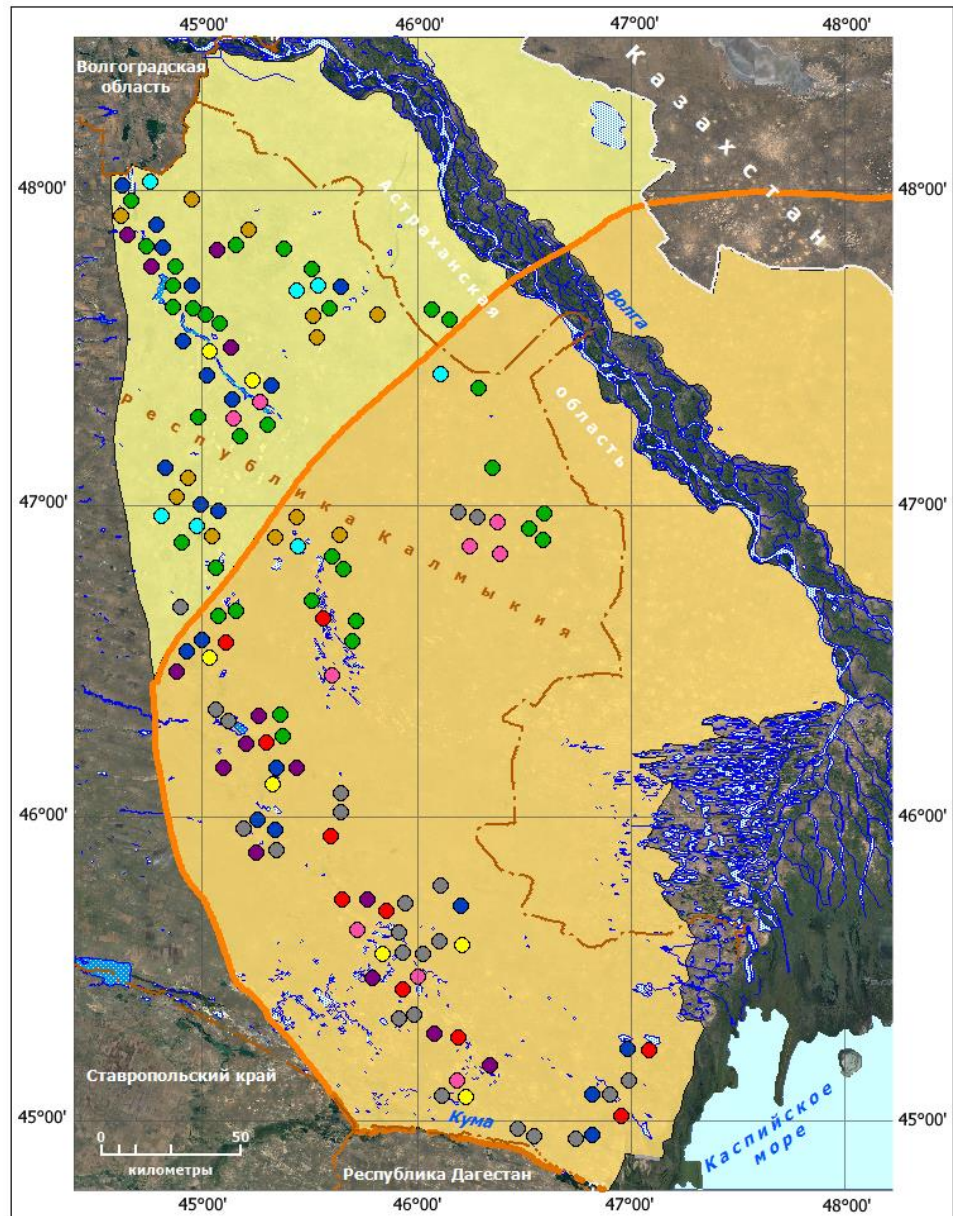 45°00'
46°00'
47°00'
48°00'
Волгоградская
область
Казахстан
48°00'
48°00'
Астраханская
область
Волга
Республика Калмыкия
47°00'
47°00'
46°00'
46°00'
Ставропольский край
45°00'
45°00'
Кума
Каспийское
море
0
50
километры
Республика Дагестан
45°00'
46°00'
47°00'
48°00'